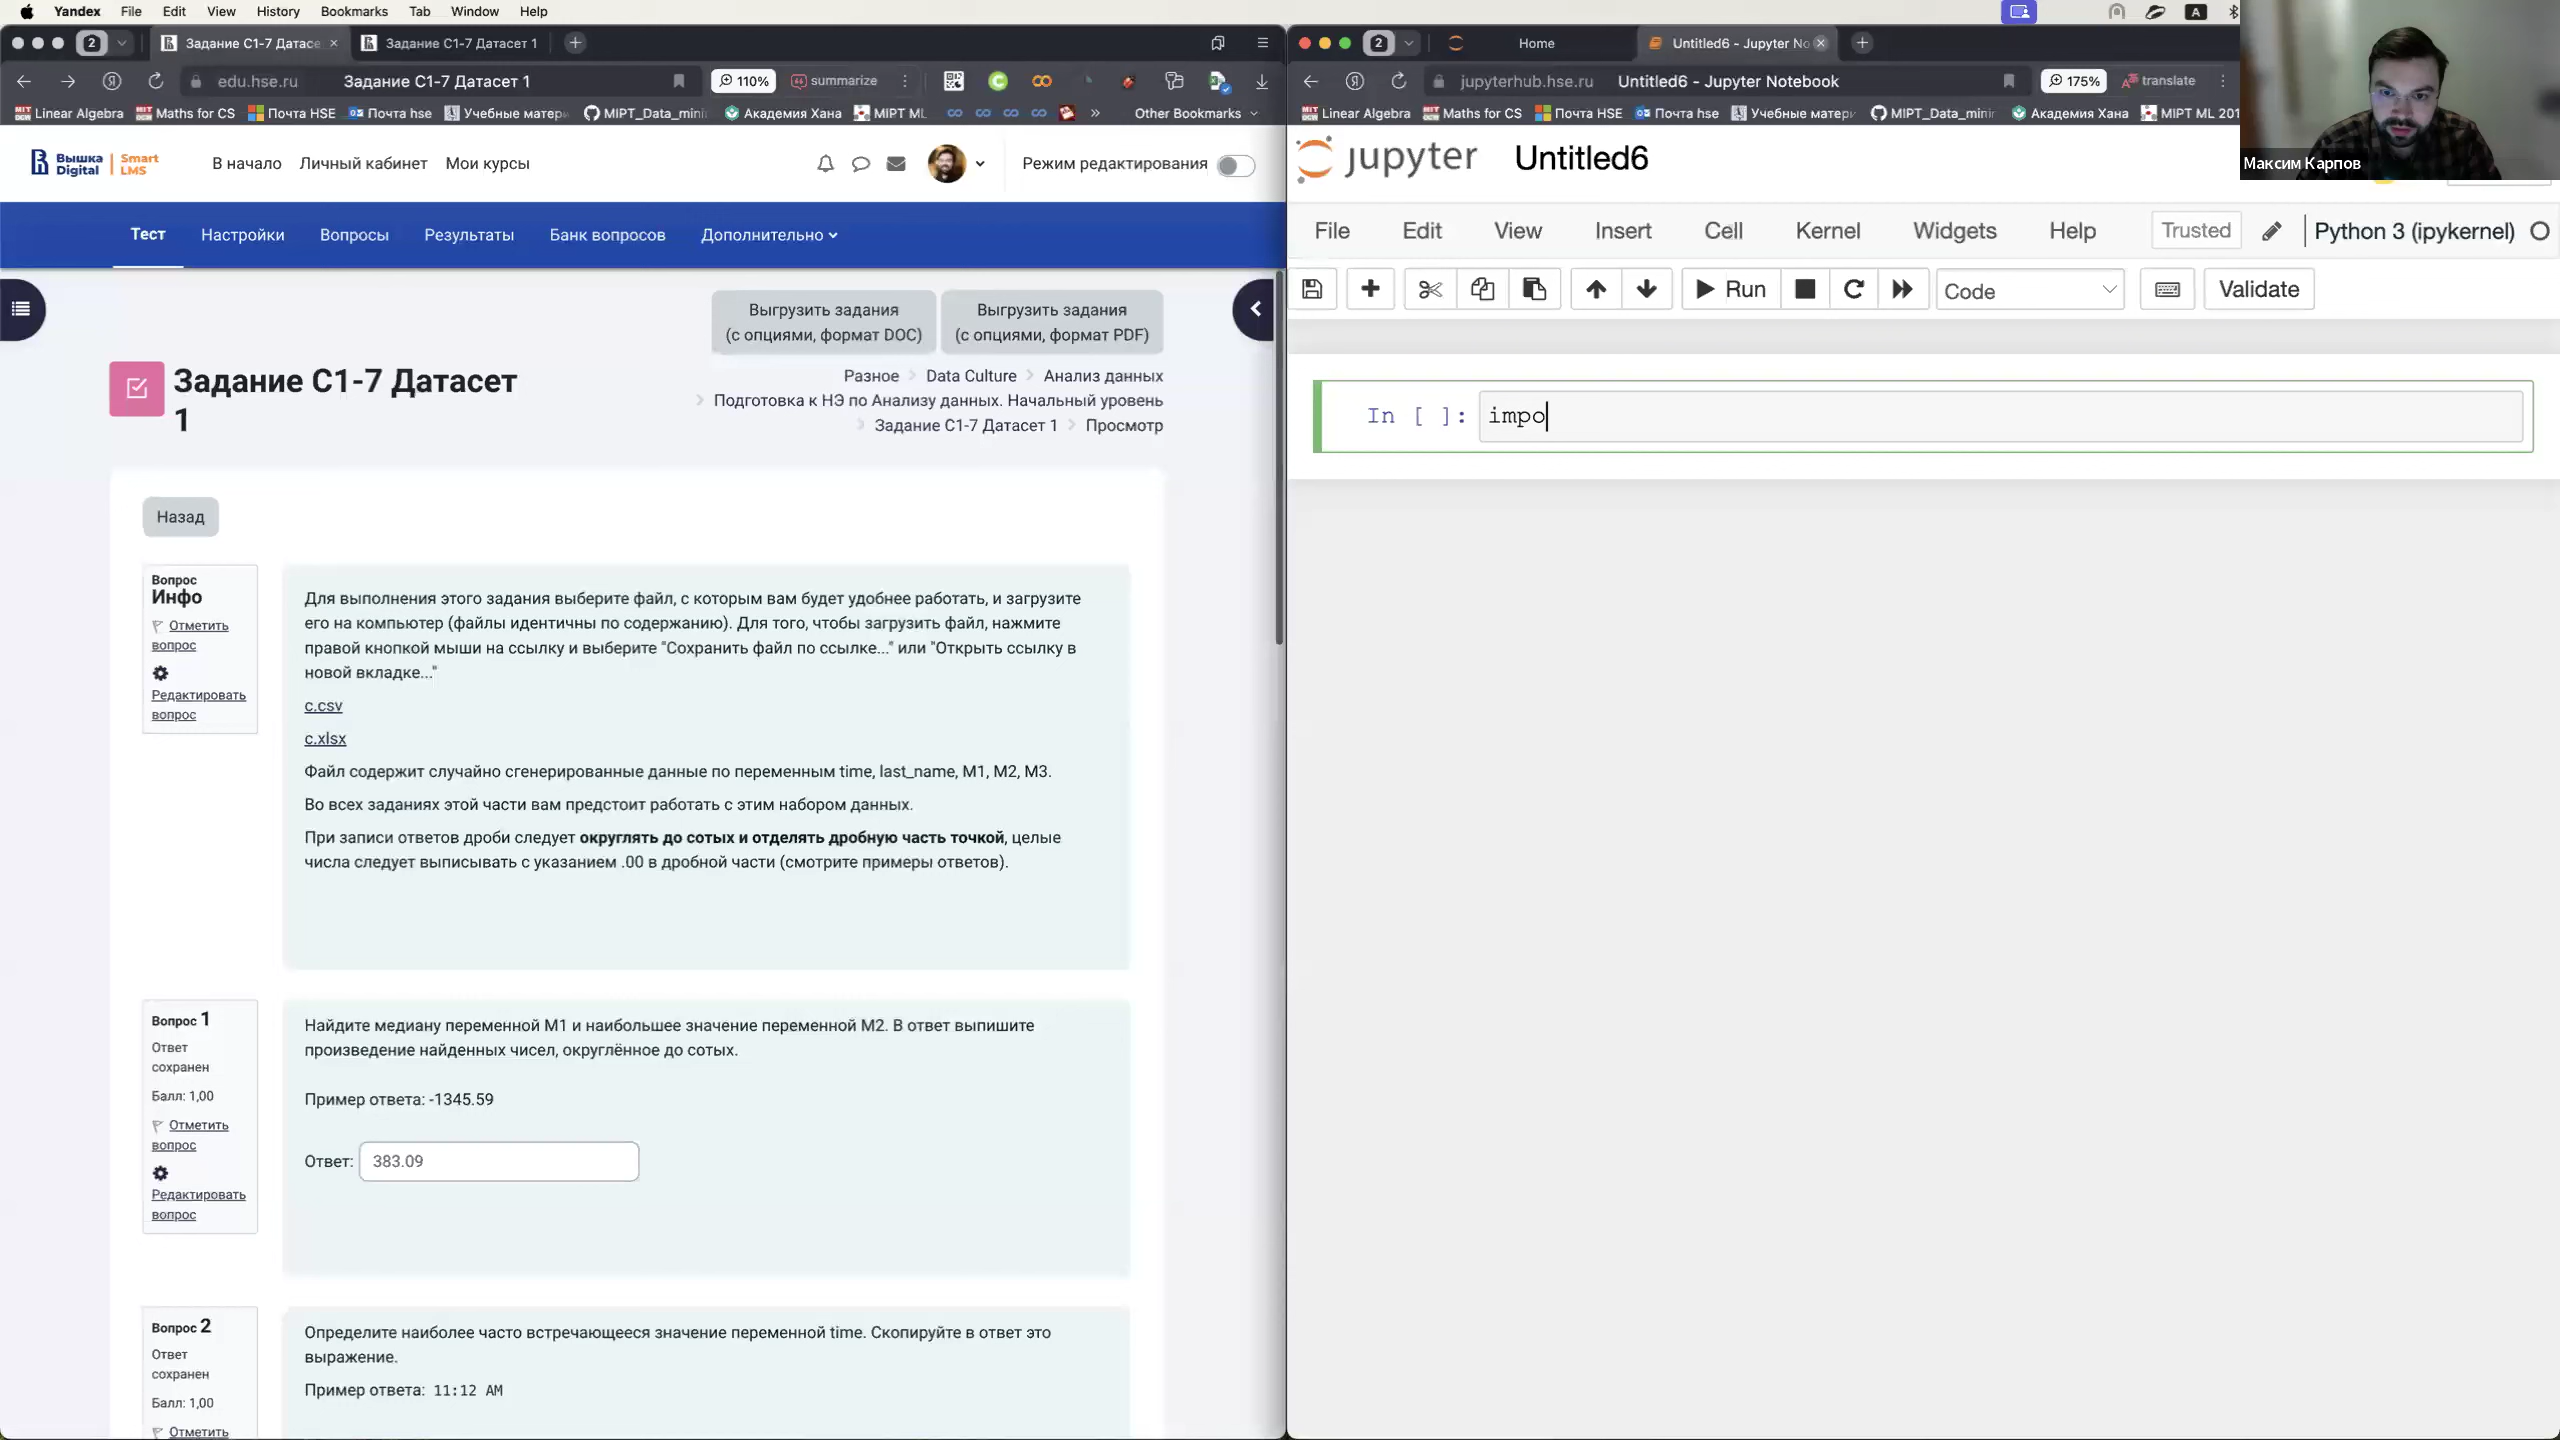 Yandex File Edit View History Bookmarks Tab Window Help
A
2 Задание С1-7 Датасе × Задание С1-7 Датасет 1 +
edu.hse.ru Задание С1-7 Датасет 1 110% summarize
Linear Algebra Maths for CS Почта HSE Почта hse Учебные матери MIPT_Data_mini Академия Хана MIPT ML » Other Bookmarks
Вышка Digital Smart LMS В начало Личный кабинет Мои курсы Режим редактирования
Тест Настройки Вопросы Результаты Банк вопросов Дополнительно
Выгрузить задания
(с опциями, формат DOC)
Выгрузить задания
(с опциями, формат PDF)
Задание С1-7 Датасет
1
Разное > Data Culture > Анализ данных
> Подготовка к НЭ по Анализу данных. Начальный уровень
> Задание С1-7 Датасет 1 > Просмотр
Назад
Вопрос
Инфо
Отметить
вопрос
Редактировать
вопрос
Для выполнения этого задания выберите файл, с которым вам будет удобнее работать, и загрузите
его на компьютер (файлы идентичны по содержанию). Для того, чтобы загрузить файл, нажмите
правой кнопкой мыши на ссылку и выберите "Сохранить файл по ссылке..." или "Открыть ссылку в
новой вкладке..."
c.csv
c.xlsx
Файл содержит случайно сгенерированные данные по переменным time, last_name, M1, M2, M3.
Во всех заданиях этой части вам предстоит работать с этим набором данных.
При записи ответов дроби следует округлять до сотых и отделять дробную часть точкой, целые
числа следует выписывать с указанием .00 в дробной части (смотрите примеры ответов).
Вопрос 1
Ответ
сохранен
Балл: 1,00
Отметить
вопрос
Редактировать
вопрос
Найдите медиану переменной M1 и наибольшее значение переменной M2. В ответ выпишите
произведение найденных чисел, округлённое до сотых.
Пример ответа: -1345.59
Ответ: 383.09
Вопрос 2
Ответ
сохранен
Балл: 1,00
Отметить
Определите наиболее часто встречающееся значение переменной time. Скопируйте в ответ это
выражение.
Пример ответа: 11:12 AM
2 Home Untitled6 - Jupyter No × +
jupyterhub.hse.ru Untitled6 - Jupyter Notebook 175% translate
Linear Algebra Maths for CS Почта HSE Почта hse Учебные матери MIPT_Data_mini Академия Хана MIPT ML 201
Максим Карпов
jupyter Untitled6
File Edit View Insert Cell Kernel Widgets Help Trusted Python 3 (ipykernel)
Run Code Validate
In [ ]: impo